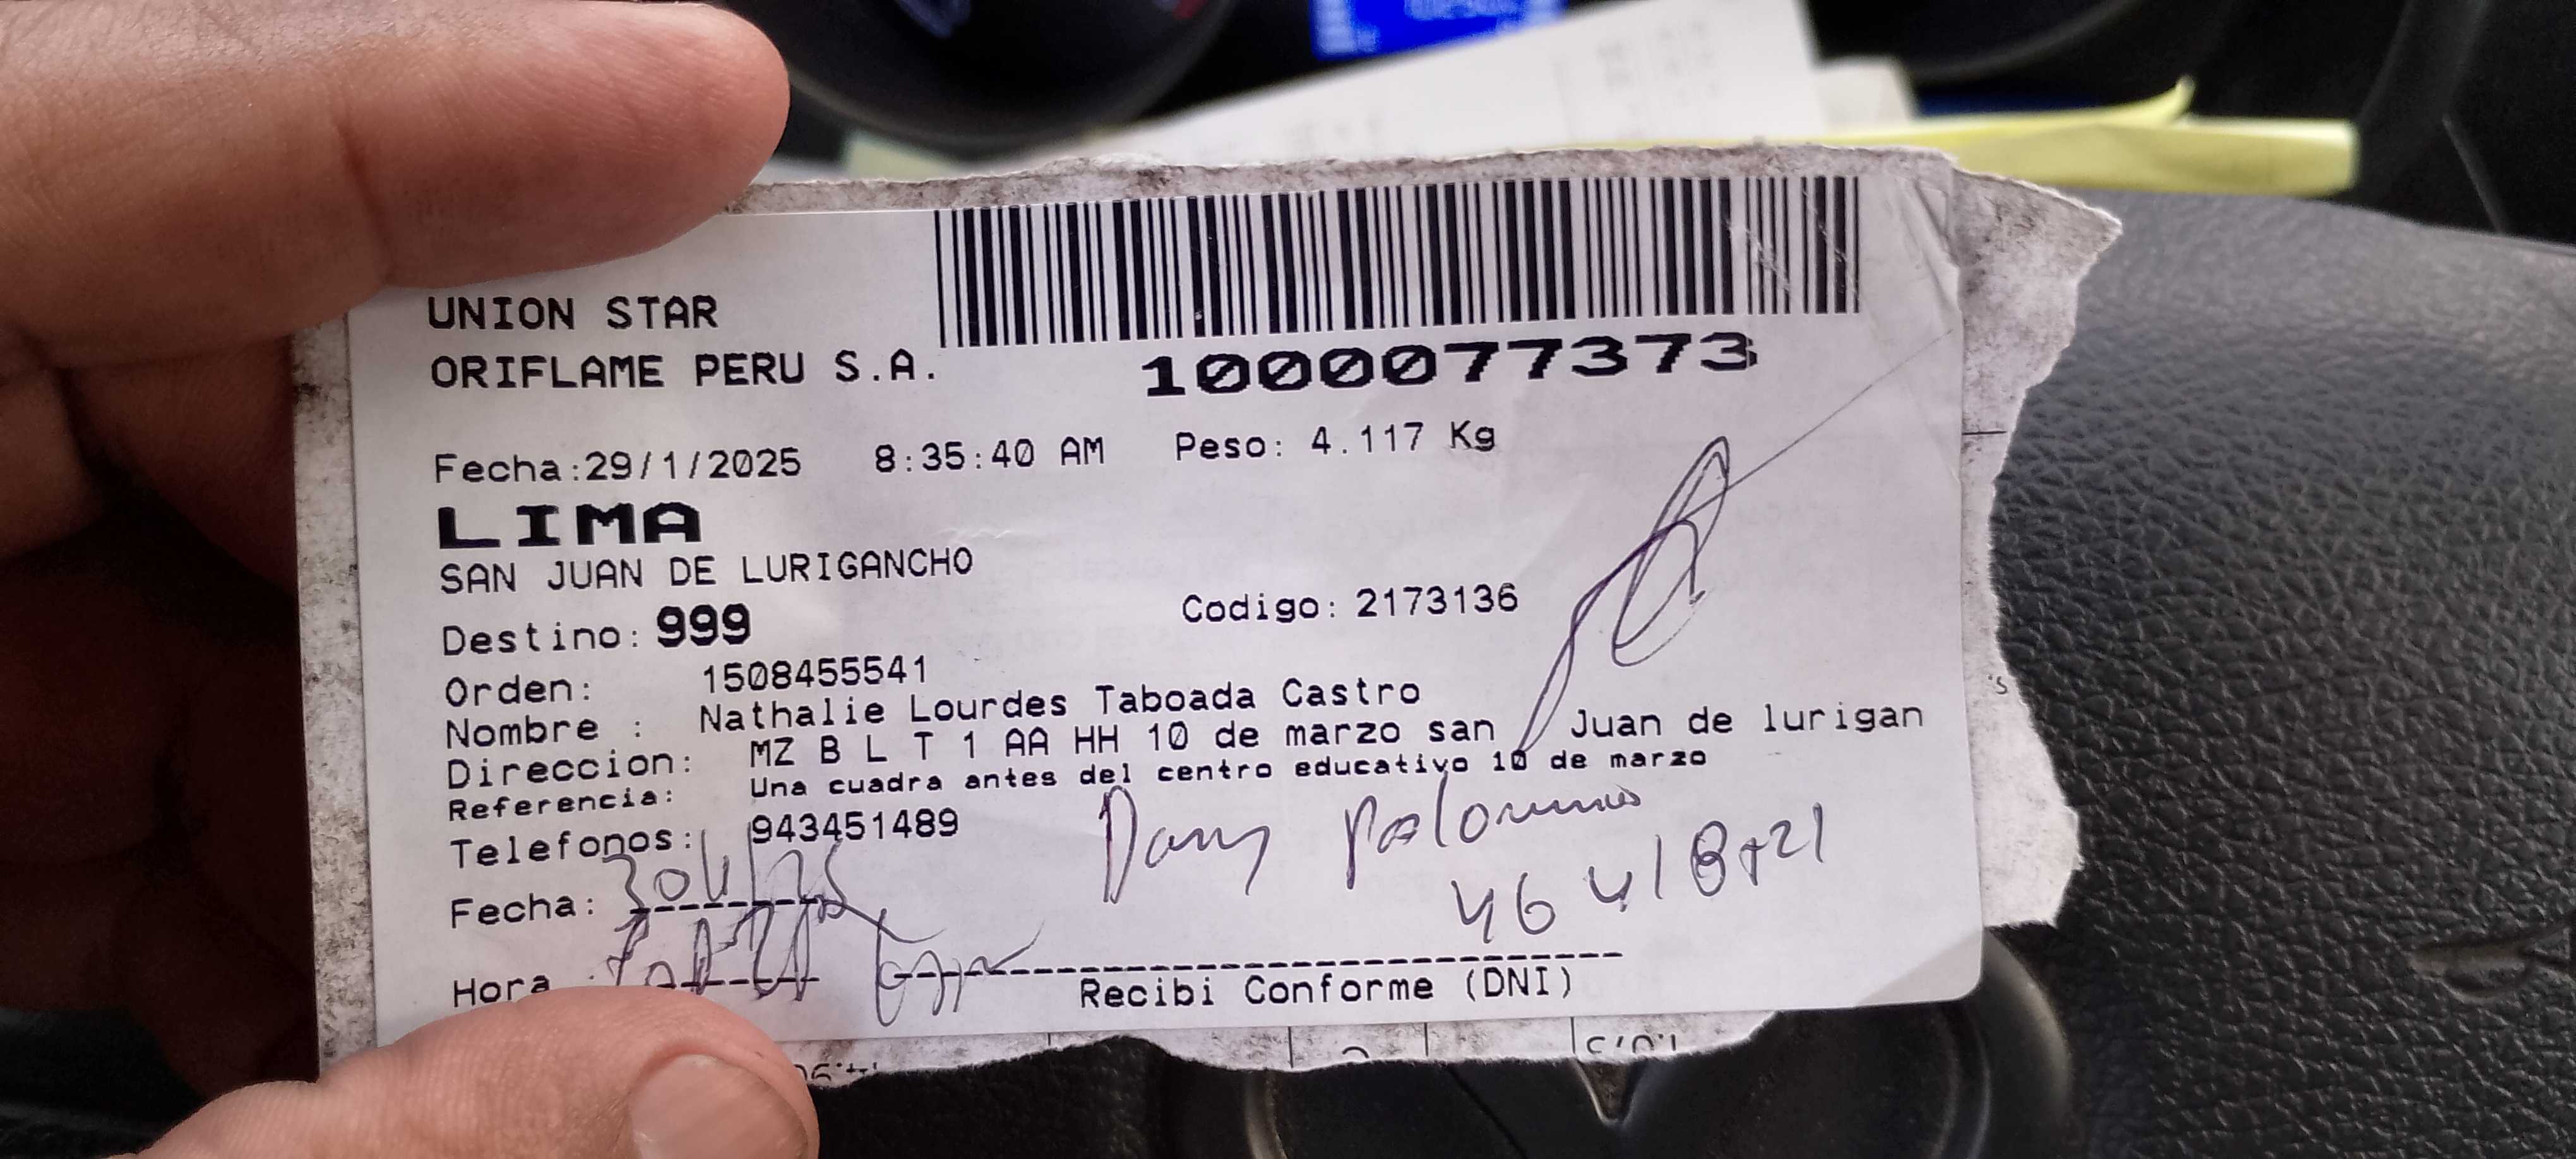 UNION STAR
ORIFLAME PERU S.A.
1000077373
Fecha:29/1/2025 8:35:40 AM Peso: 4.117 Kg
LIMA
SAN JUAN DE LURIGANCHO
Destino: 999 Codigo: 2173136
Orden: 1508455541
Nombre : Nathalie Lourdes Taboada Castro
Direccion: MZ B L T 1 AA HH 10 de marzo san Juan de lurigan
Referencia: Una cuadra antes del centro educativo 10 de marzo
Telefonos: 943451489
Dany Palomino
Fecha:
Hora
Recibi Conforme (DNI)